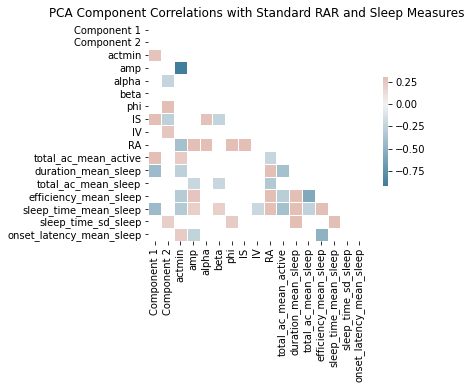 PCA Component Correlations with Standard RAR and Sleep Measures
Component 1
Component 2
actmin
amp
alpha
beta
phi
IS
IV
RA
total_ac_mean_active
duration_mean_sleep
total_ac_mean_sleep
efficiency_mean_sleep
sleep_time_mean_sleep
sleep_time_sd_sleep
onset_latency_mean_sleep
0.25
0.00
−0.25
−0.50
−0.75
Component 1
Component 2
actmin
amp
alpha
beta
phi
IS
IV
RA
total_ac_mean_active
duration_mean_sleep
total_ac_mean_sleep
efficiency_mean_sleep
sleep_time_mean_sleep
sleep_time_sd_sleep
onset_latency_mean_sleep